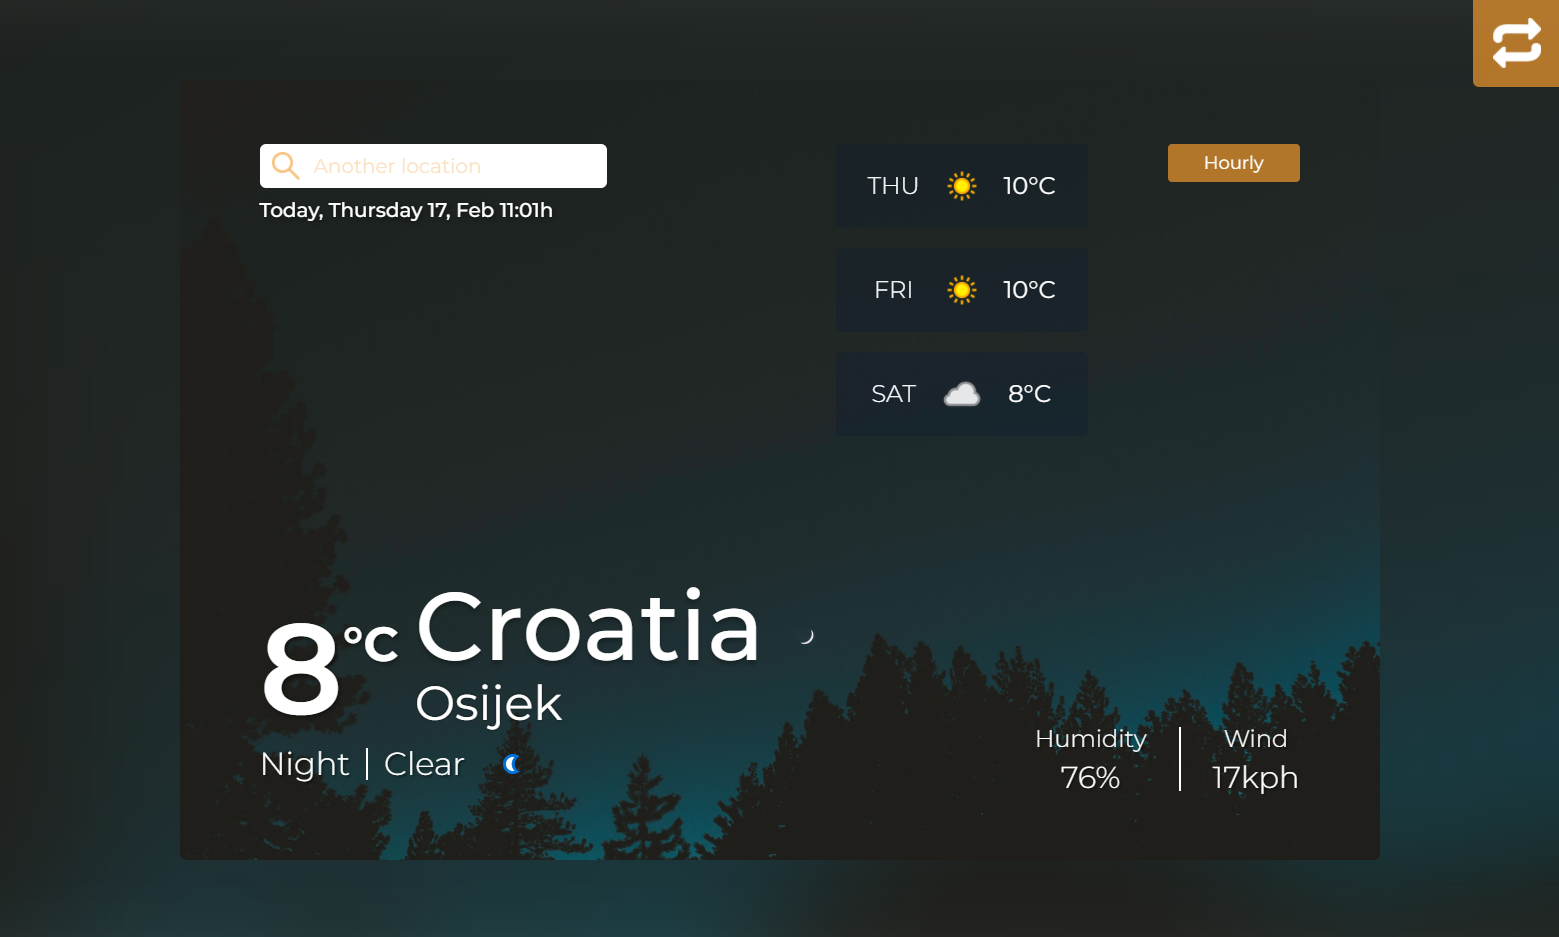 Another location
Today, Thursday 17, Feb 11:01h
THU 10°C
FRI 10°C
SAT 8°C
Hourly
8°C
Croatia
Osijek
Night | Clear
Humidity
76%
Wind
17kph